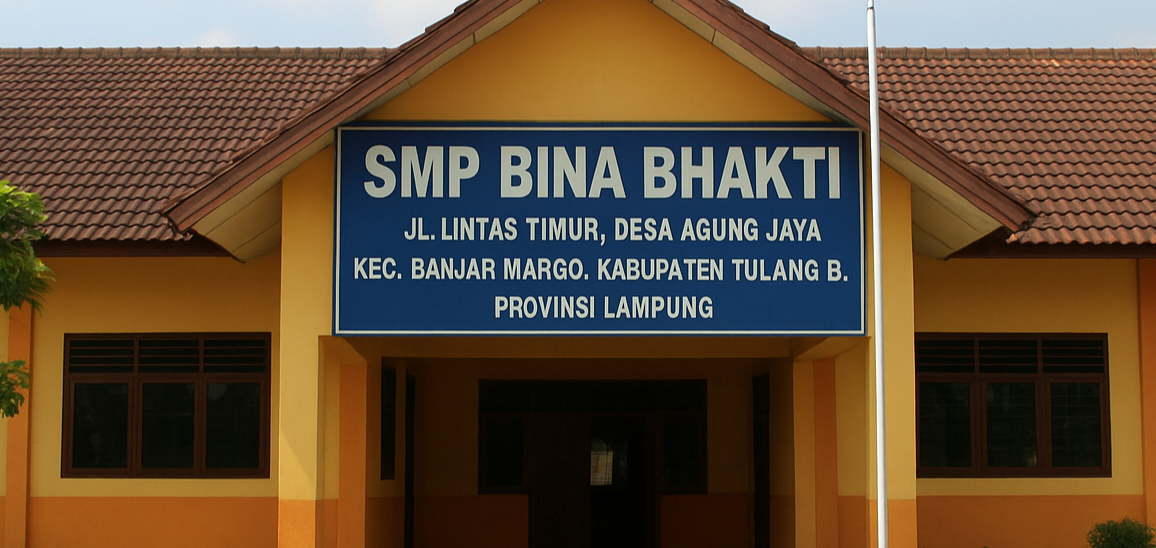 SMP BINA BHAKTI
JL. LINTAS TIMUR, DESA AGUNG JAYA
KEC. BANJAR MARGO. KABUPATEN TULANG B.
PROVINSI LAMPUNG